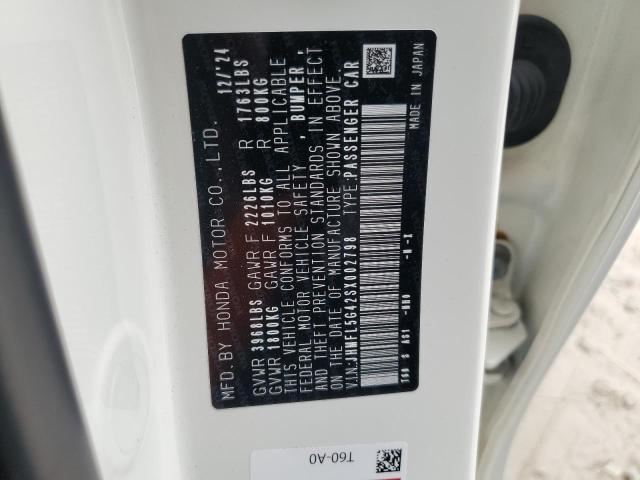 MFD.BY HONDA MOTOR CO.,LTD. 12/'24
GVWR 3968LBS GAWR F 2226LBS R 1763LBS
GVWR 1800KG GAWR F 1010KG R 800KG
THIS VEHICLE CONFORMS TO ALL APPLICABLE
FEDERAL MOTOR VEHICLE SAFETY , BUMPER,
AND THEFT PREVENTION STANDARDS IN EFFECT
ON THE DATE OF MANUFACTURE SHOWN ABOVE.
V.I.N:JHMFL5G42SX002798 TYPE:PASSENGER CAR
MADE IN JAPAN
T60-A0